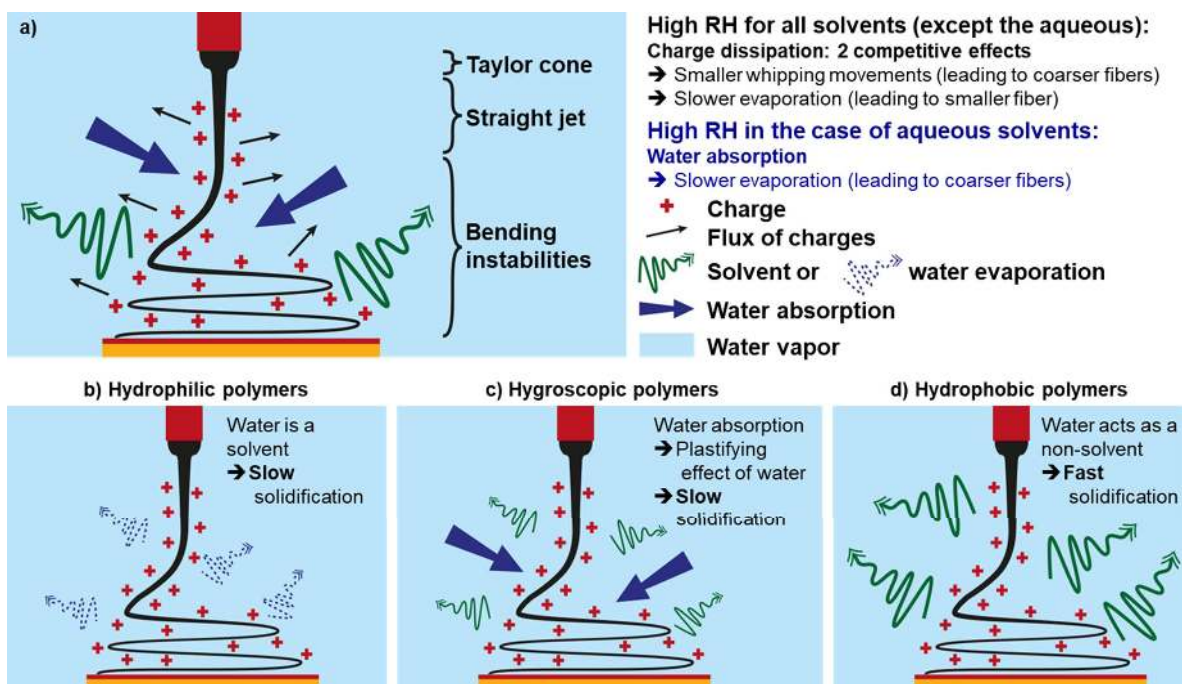 a)
Taylor cone
Straight jet
Bending
instabilities
High RH for all solvents (except the aqueous):
Charge dissipation: 2 competitive effects
➔ Smaller whipping movements (leading to coarser fibers)
➔ Slower evaporation (leading to smaller fiber)
High RH in the case of aqueous solvents:
Water absorption
➔ Slower evaporation (leading to coarser fibers)
Charge
Flux of charges
Solvent or water evaporation
Water absorption
Water vapor
b) Hydrophilic polymers
Water is a
solvent
➔ Slow
solidification
c) Hygroscopic polymers
Water absorption
➔ Plastifying
effect of water
➔ Slow
solidification
d) Hydrophobic polymers
Water acts as a
non-solvent
➔ Fast
solidification